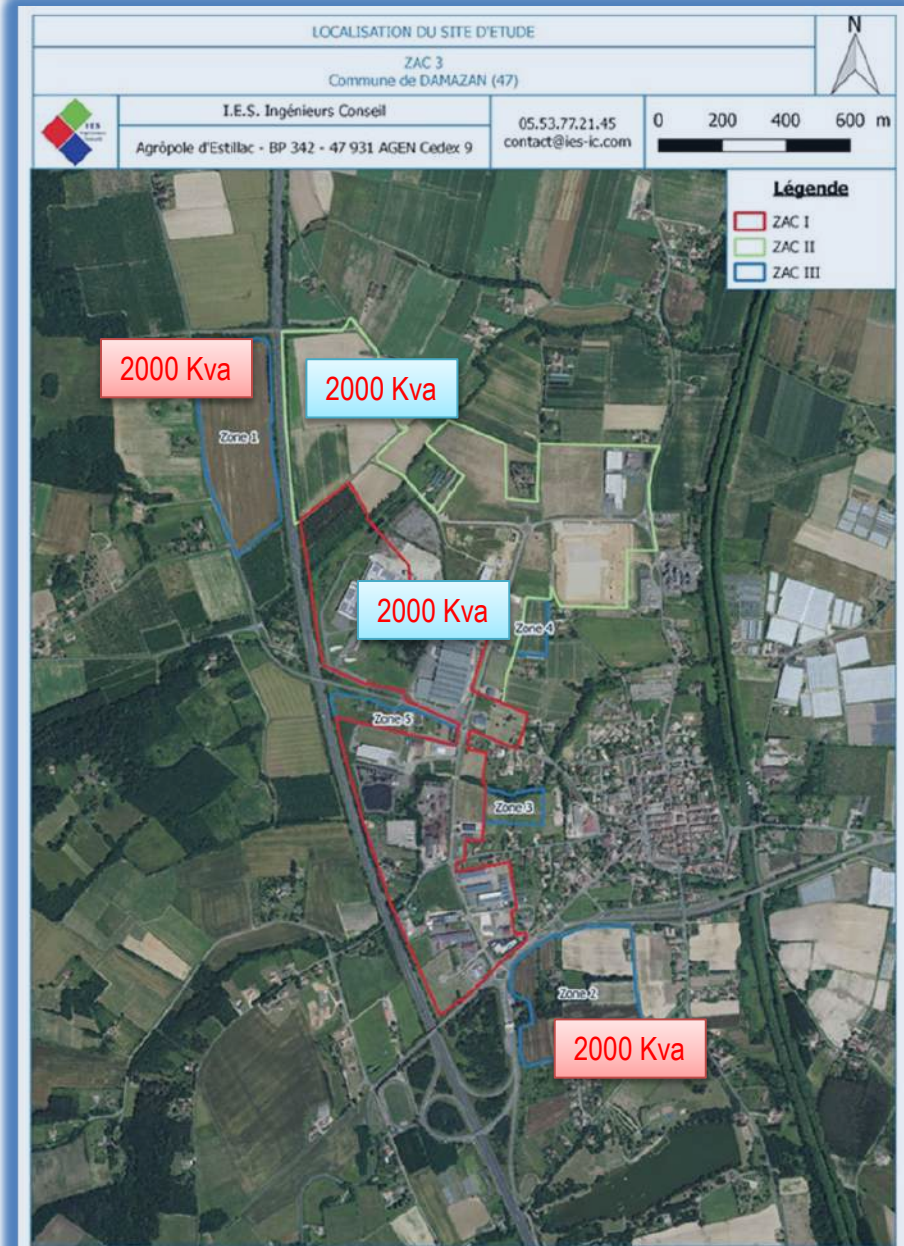 LOCALISATION DU SITE D'ETUDE
N
ZAC 3
Commune de DAMAZAN (47)
IES
I.E.S. Ingénieurs Conseil
Agrôpole d'Estillac - BP 342 - 47 931 AGEN Cedex 9
05.53.77.21.45
contact@ies-ic.com
0 200 400 600 m
Légende
ZAC I
ZAC II
ZAC III
2000 Kva
2000 Kva
Zone 1
2000 Kva
Zone 4
Zone 5
Zone 3
Zone 2
2000 Kva